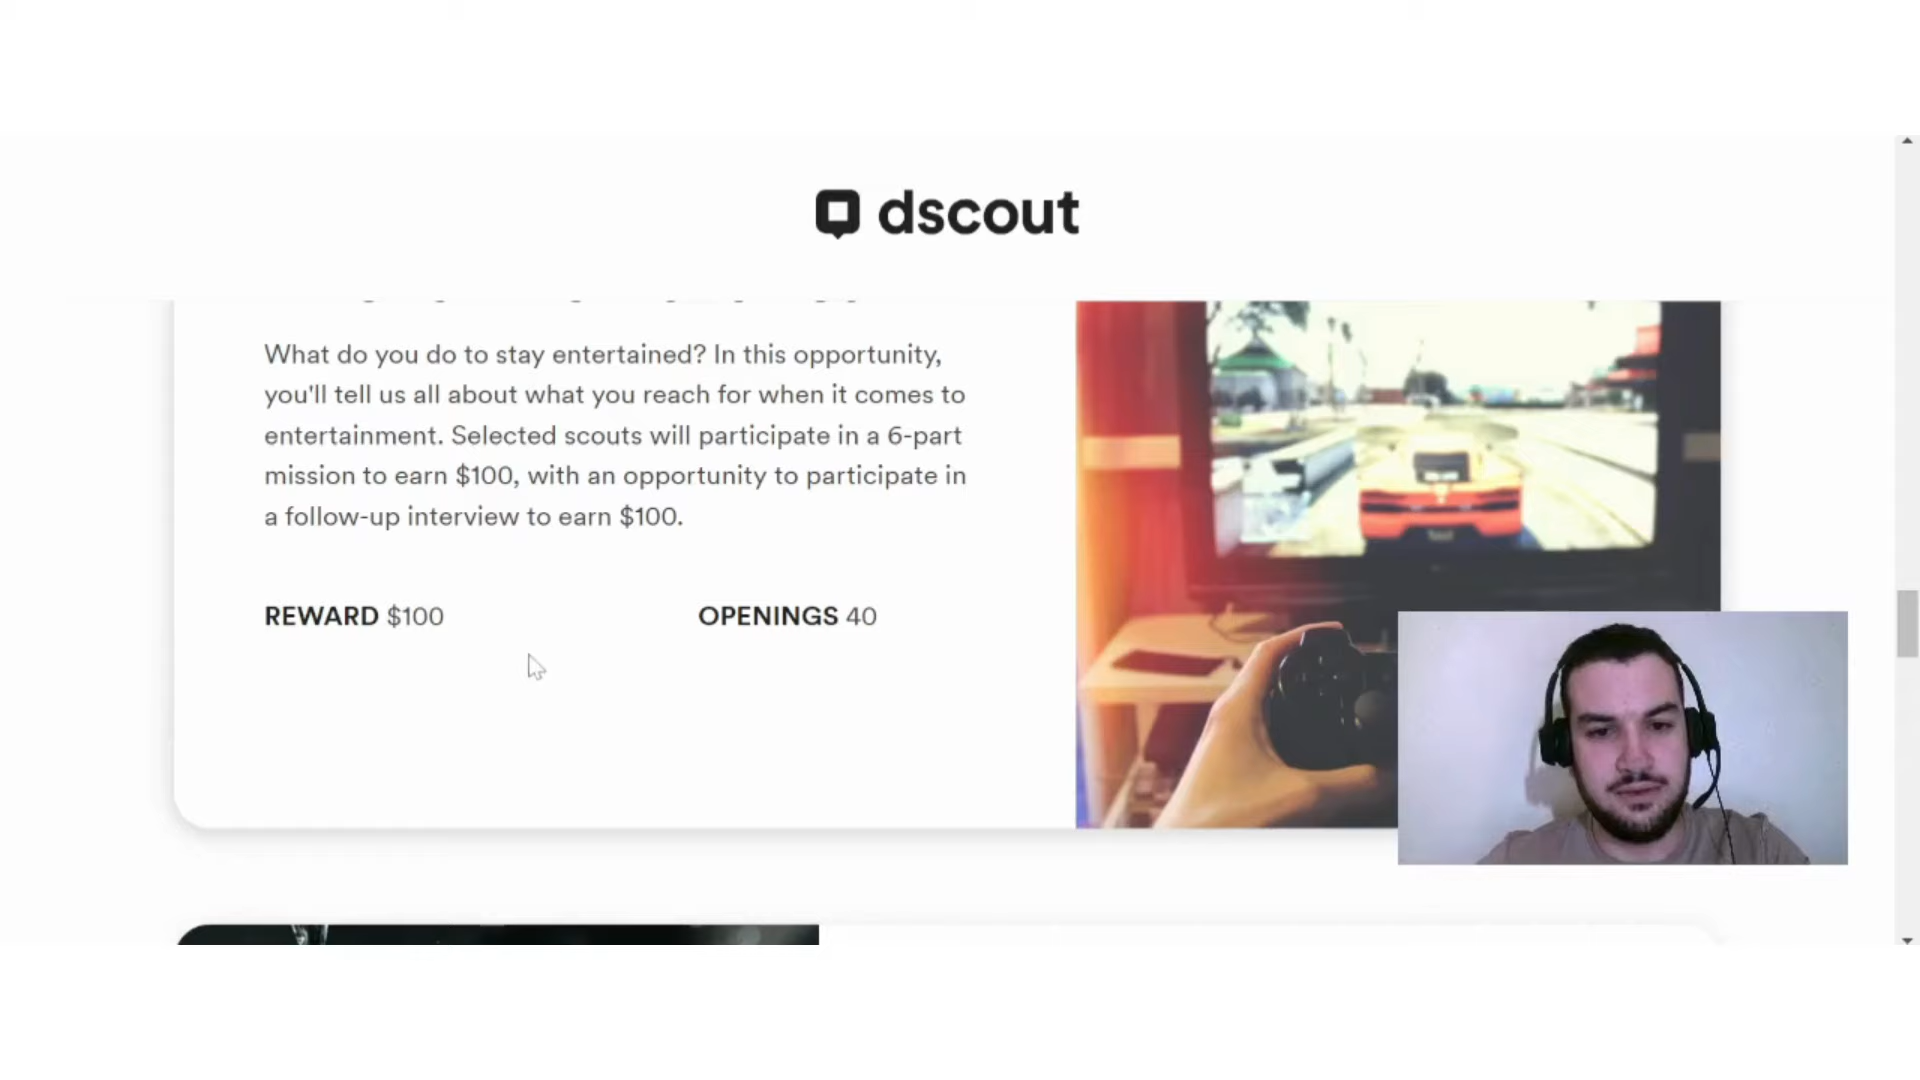 dscout
What do you do to stay entertained? In this opportunity,
you'll tell us all about what you reach for when it comes to
entertainment. Selected scouts will participate in a 6-part
mission to earn $100, with an opportunity to participate in
a follow-up interview to earn $100.
REWARD $100
OPENINGS 40